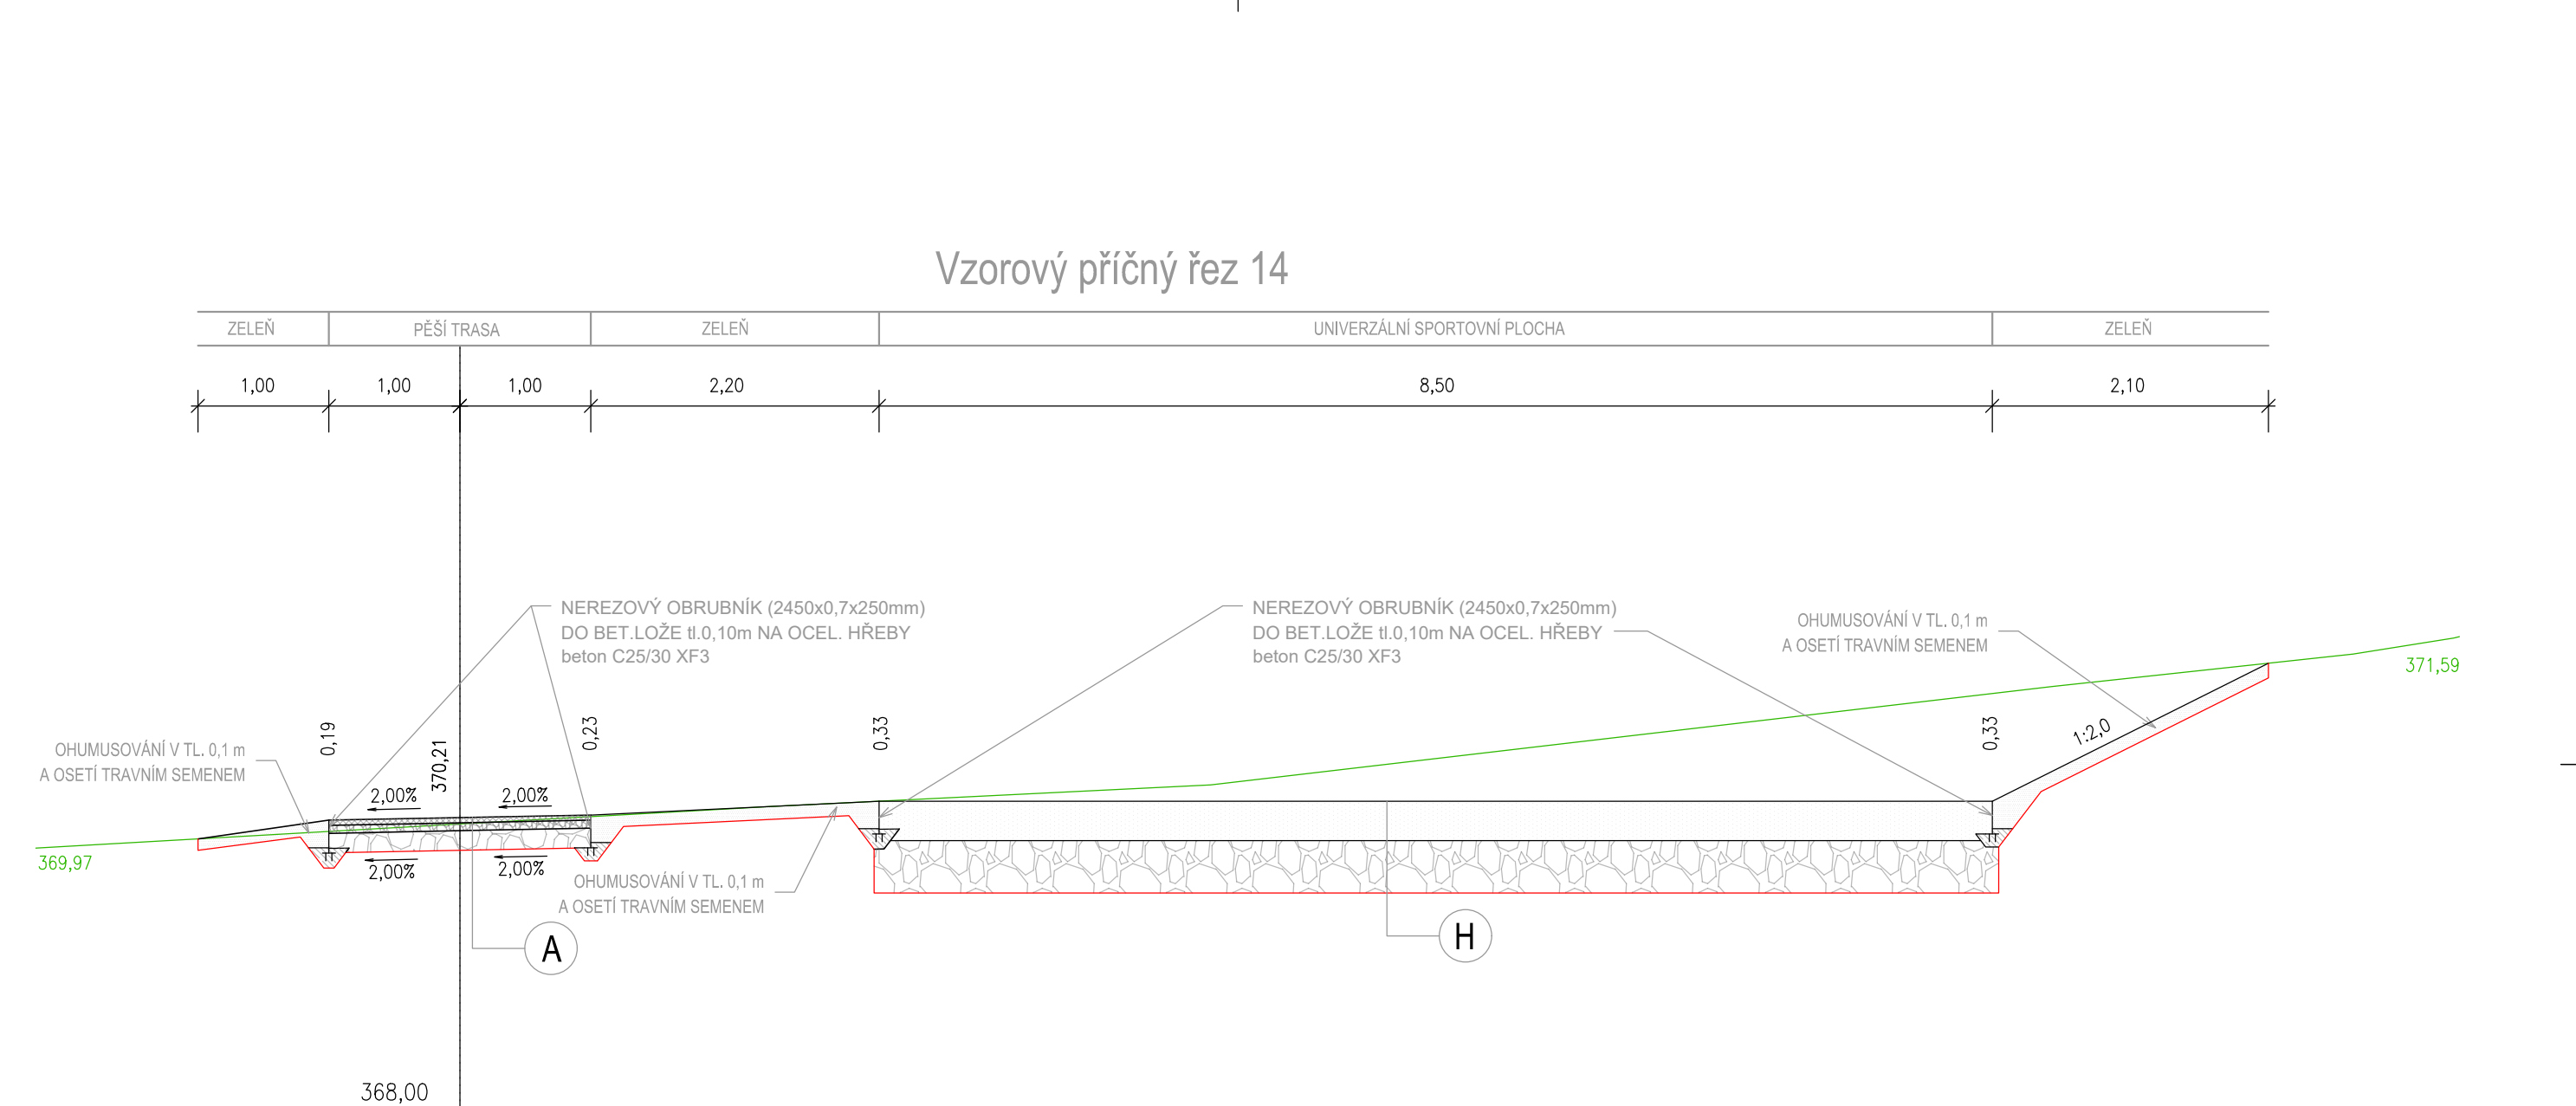 Vzorový příčný řez 14
ZELEŇ
PĚŠÍ TRASA
ZELEŇ
UNIVERZÁLNÍ SPORTOVNÍ PLOCHA
ZELEŇ
1,00
1,00
1,00
2,20
8,50
2,10
NEREZOVÝ OBRUBNÍK (2450x0,7x250mm)
DO BET.LOŽE tl.0,10m NA OCEL. HŘEBY
beton C25/30 XF3
NEREZOVÝ OBRUBNÍK (2450x0,7x250mm)
DO BET.LOŽE tl.0,10m NA OCEL. HŘEBY
beton C25/30 XF3
OHUMUSOVÁNÍ V TL. 0,1 m
A OSETÍ TRAVNÍM SEMENEM
371,59
0,19
370,21
0,23
0,33
0,33
1:2,0
OHUMUSOVÁNÍ V TL. 0,1 m
A OSETÍ TRAVNÍM SEMENEM
2,00%
2,00%
369,97
2,00%
2,00%
OHUMUSOVÁNÍ V TL. 0,1 m
A OSETÍ TRAVNÍM SEMENEM
A
H
368,00